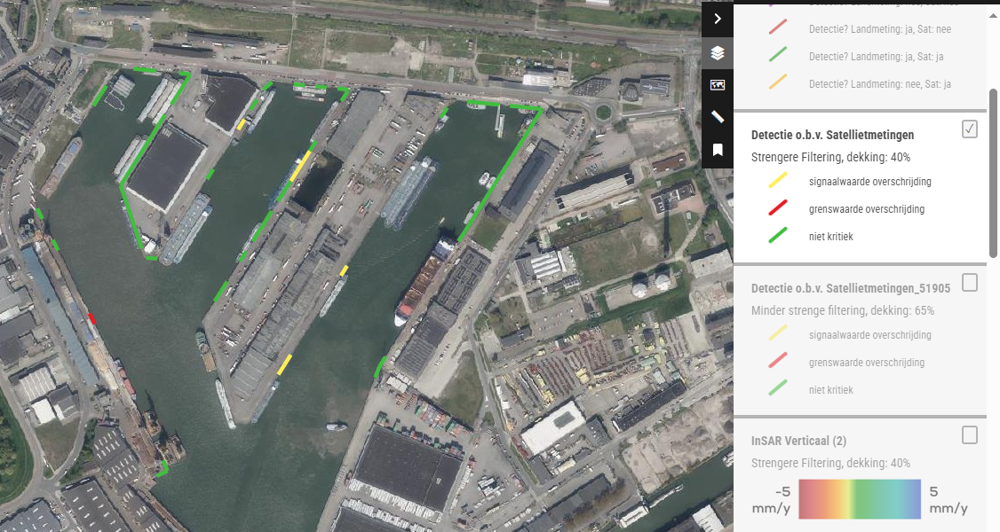 Detectie? Landmeting: ja, Sat: nee
Detectie? Landmeting: ja, Sat: ja
Detectie? Landmeting: nee, Sat: ja
Detectie o.b.v. Satellietmetingen
Strengere Filtering, dekking: 40%
signaalwaarde overschrijding
grenswaarde overschrijding
niet kritiek
Detectie o.b.v. Satellietmetingen_51905
Minder strenge filtering, dekking: 65%
signaalwaarde overschrijding
grenswaarde overschrijding
niet kritiek
InSAR Verticaal (2)
Strengere Filtering, dekking: 40%
-5 5
mm/y mm/y